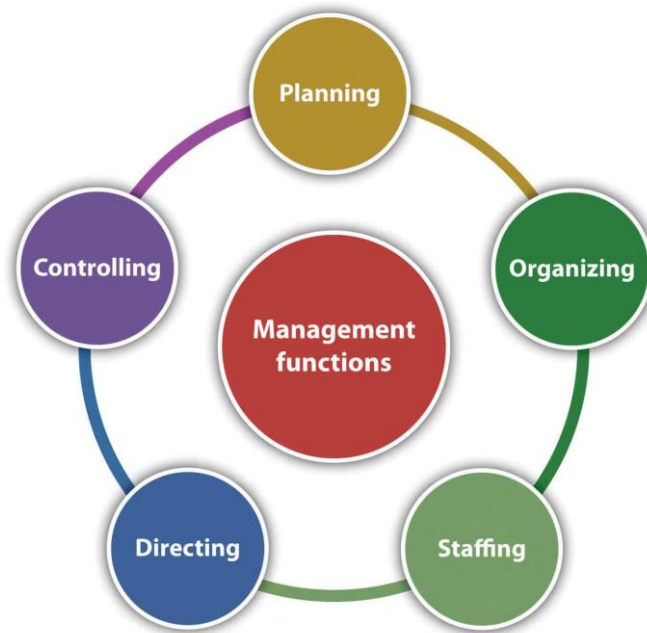 Planning
Controlling
Organizing
Management
functions
Directing
Staffing